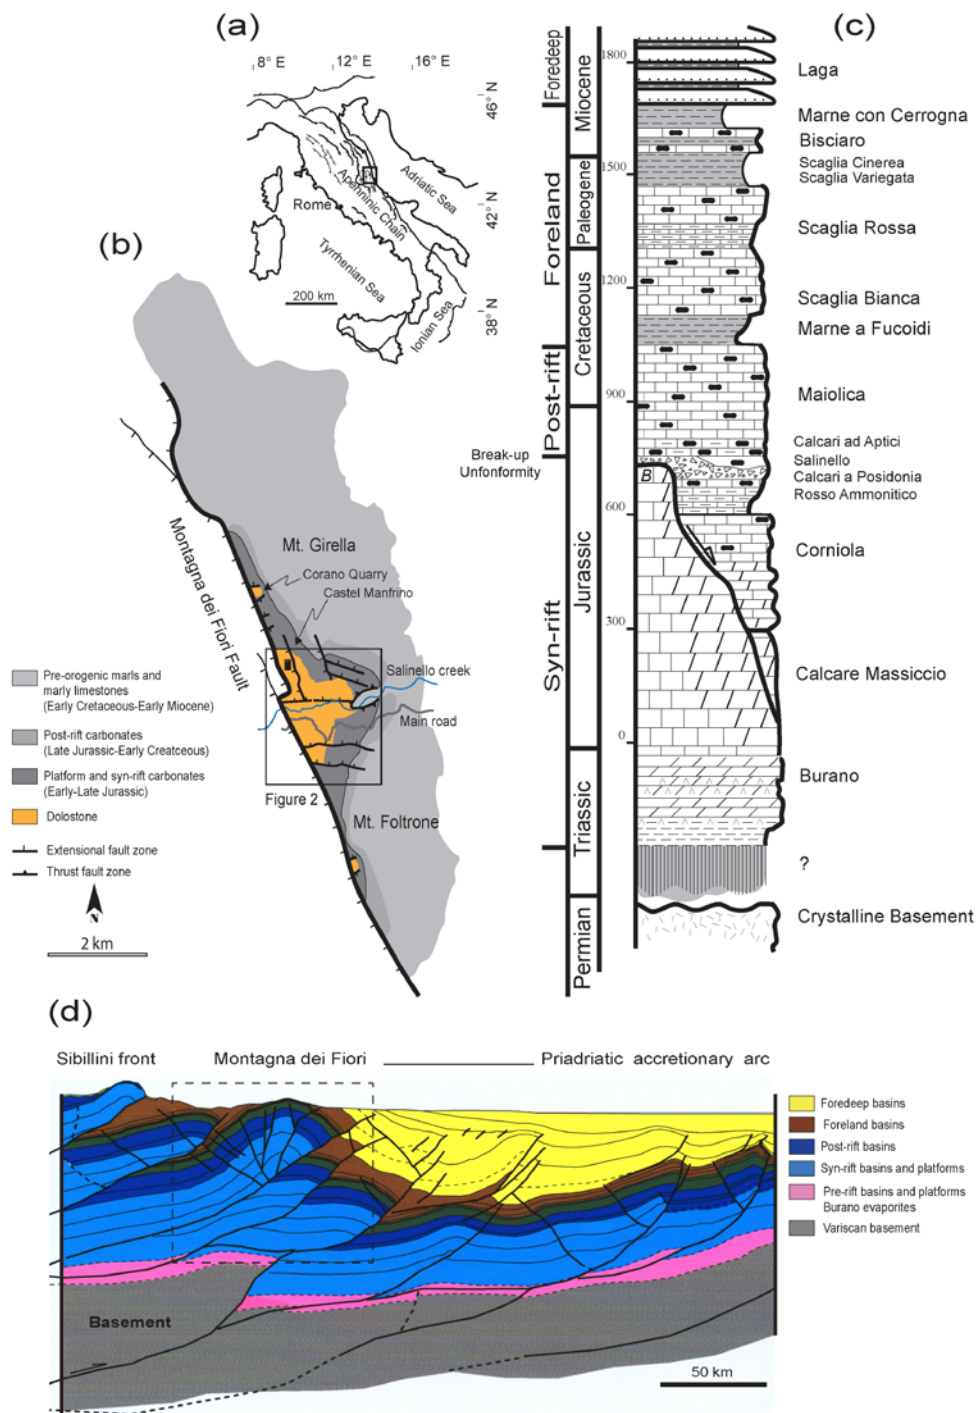 (a)
8° E
12° E
16° E
46° N
42° N
38° N
Adriatic Sea
Apenninic Chain
Rome
Tyrrhenian Sea
Ionian Sea
200 km
(b)
Montagna dei Fiori Fault
Mt. Girella
Corano Quarry
Castel Manfrino
Salinello creek
Main road
Figure 2
Mt. Foltrone
Pre-orogenic marls and
marly limestones
(Early Cretaceous-Early Miocene)
Post-rift carbonates
(Late Jurassic-Early Creatceous)
Platform and syn-rift carbonates
(Early-Late Jurassic)
Dolostone
Extensional fault zone
Thrust fault zone
N
2 km
(c)
Foredeep
Foreland
Post-rift
Syn-rift
Break-up
Unfonformity
Miocene
Paleogene
Cretaceous
Jurassic
Triassic
Permian
1800
1500
1200
900
600
300
0
B
Laga
Marne con Cerrogna
Bisciaro
Scaglia Cinerea
Scaglia Variegata
Scaglia Rossa
Scaglia Bianca
Marne a Fucoidi
Maiolica
Calcari ad Aptici
Salinello
Calcari a Posidonia
Rosso Ammonitico
Corniola
Calcare Massiccio
Burano
?
Crystalline Basement
(d)
Sibillini front
Montagna dei Fiori
Priadriatic accretionary arc
Basement
50 km
Foredeep basins
Foreland basins
Post-rift basins
Syn-rift basins and platforms
Pre-rift basins and platforms
Burano evaporites
Variscan basement